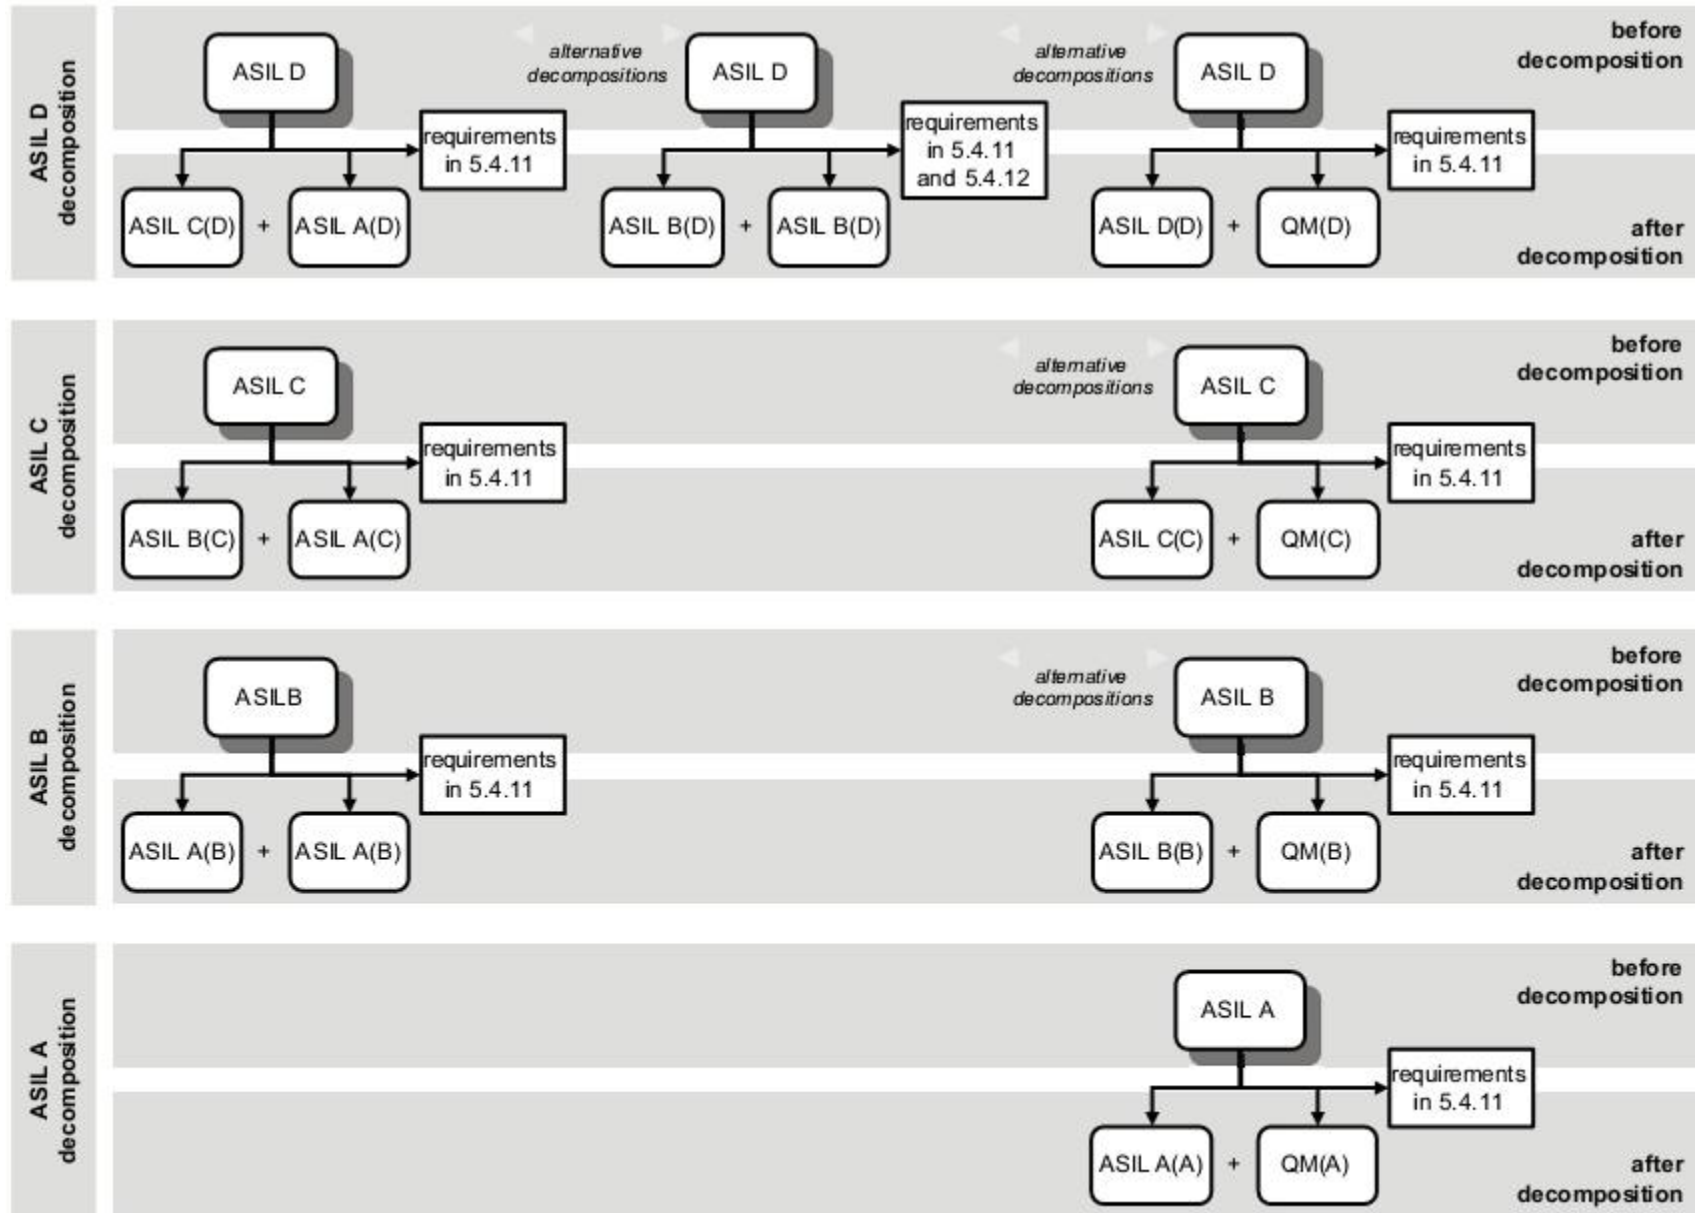 ASIL D
decomposition
ASIL D
alternative
decompositions
ASIL D
alternative
decompositions
ASIL D
before
decomposition
requirements
in 5.4.11
requirements
in 5.4.11
and 5.4.12
requirements
in 5.4.11
ASIL C(D) + ASIL A(D)
ASIL B(D) + ASIL B(D)
ASIL D(D) + QM(D)
after
decomposition
ASIL C
decomposition
ASIL C
alternative
decompositions
ASIL C
before
decomposition
requirements
in 5.4.11
requirements
in 5.4.11
ASIL B(C) + ASIL A(C)
ASIL C(C) + QM(C)
after
decomposition
ASIL B
decomposition
ASILB
alternative
decompositions
ASIL B
before
decomposition
requirements
in 5.4.11
requirements
in 5.4.11
ASIL A(B) + ASIL A(B)
ASIL B(B) + QM(B)
after
decomposition
ASIL A
decomposition
ASIL A
before
decomposition
requirements
in 5.4.11
ASIL A(A) + QM(A)
after
decomposition